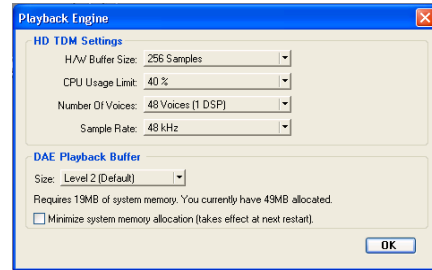 Playback Engine
HD TDM Settings
H/W Buffer Size: 256 Samples
CPU Usage Limit: 40 %
Number Of Voices: 48 Voices (1 DSP)
Sample Rate: 48 kHz
DAE Playback Buffer
Size: Level 2 (Default)
Requires 19MB of system memory. You currently have 49MB allocated.
Minimize system memory allocation (takes effect at next restart).
OK